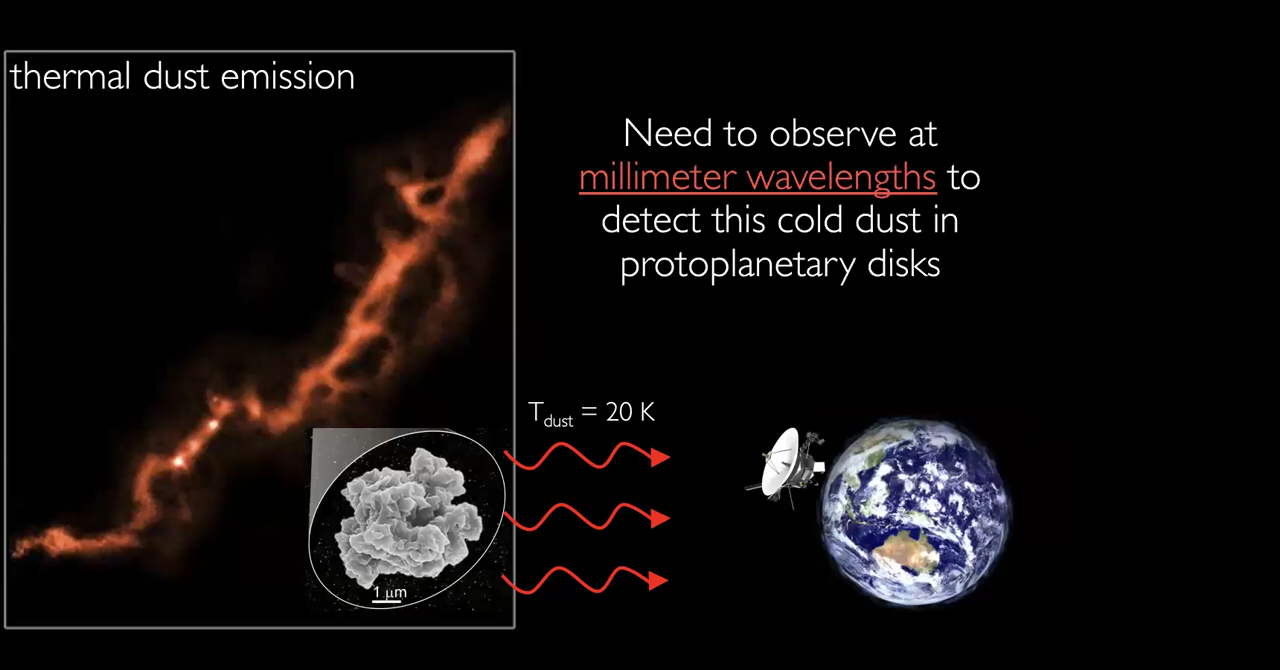 thermal dust emission
Need to observe at
millimeter wavelengths to
detect this cold dust in
protoplanetary disks
T_dust = 20 K
1 μm